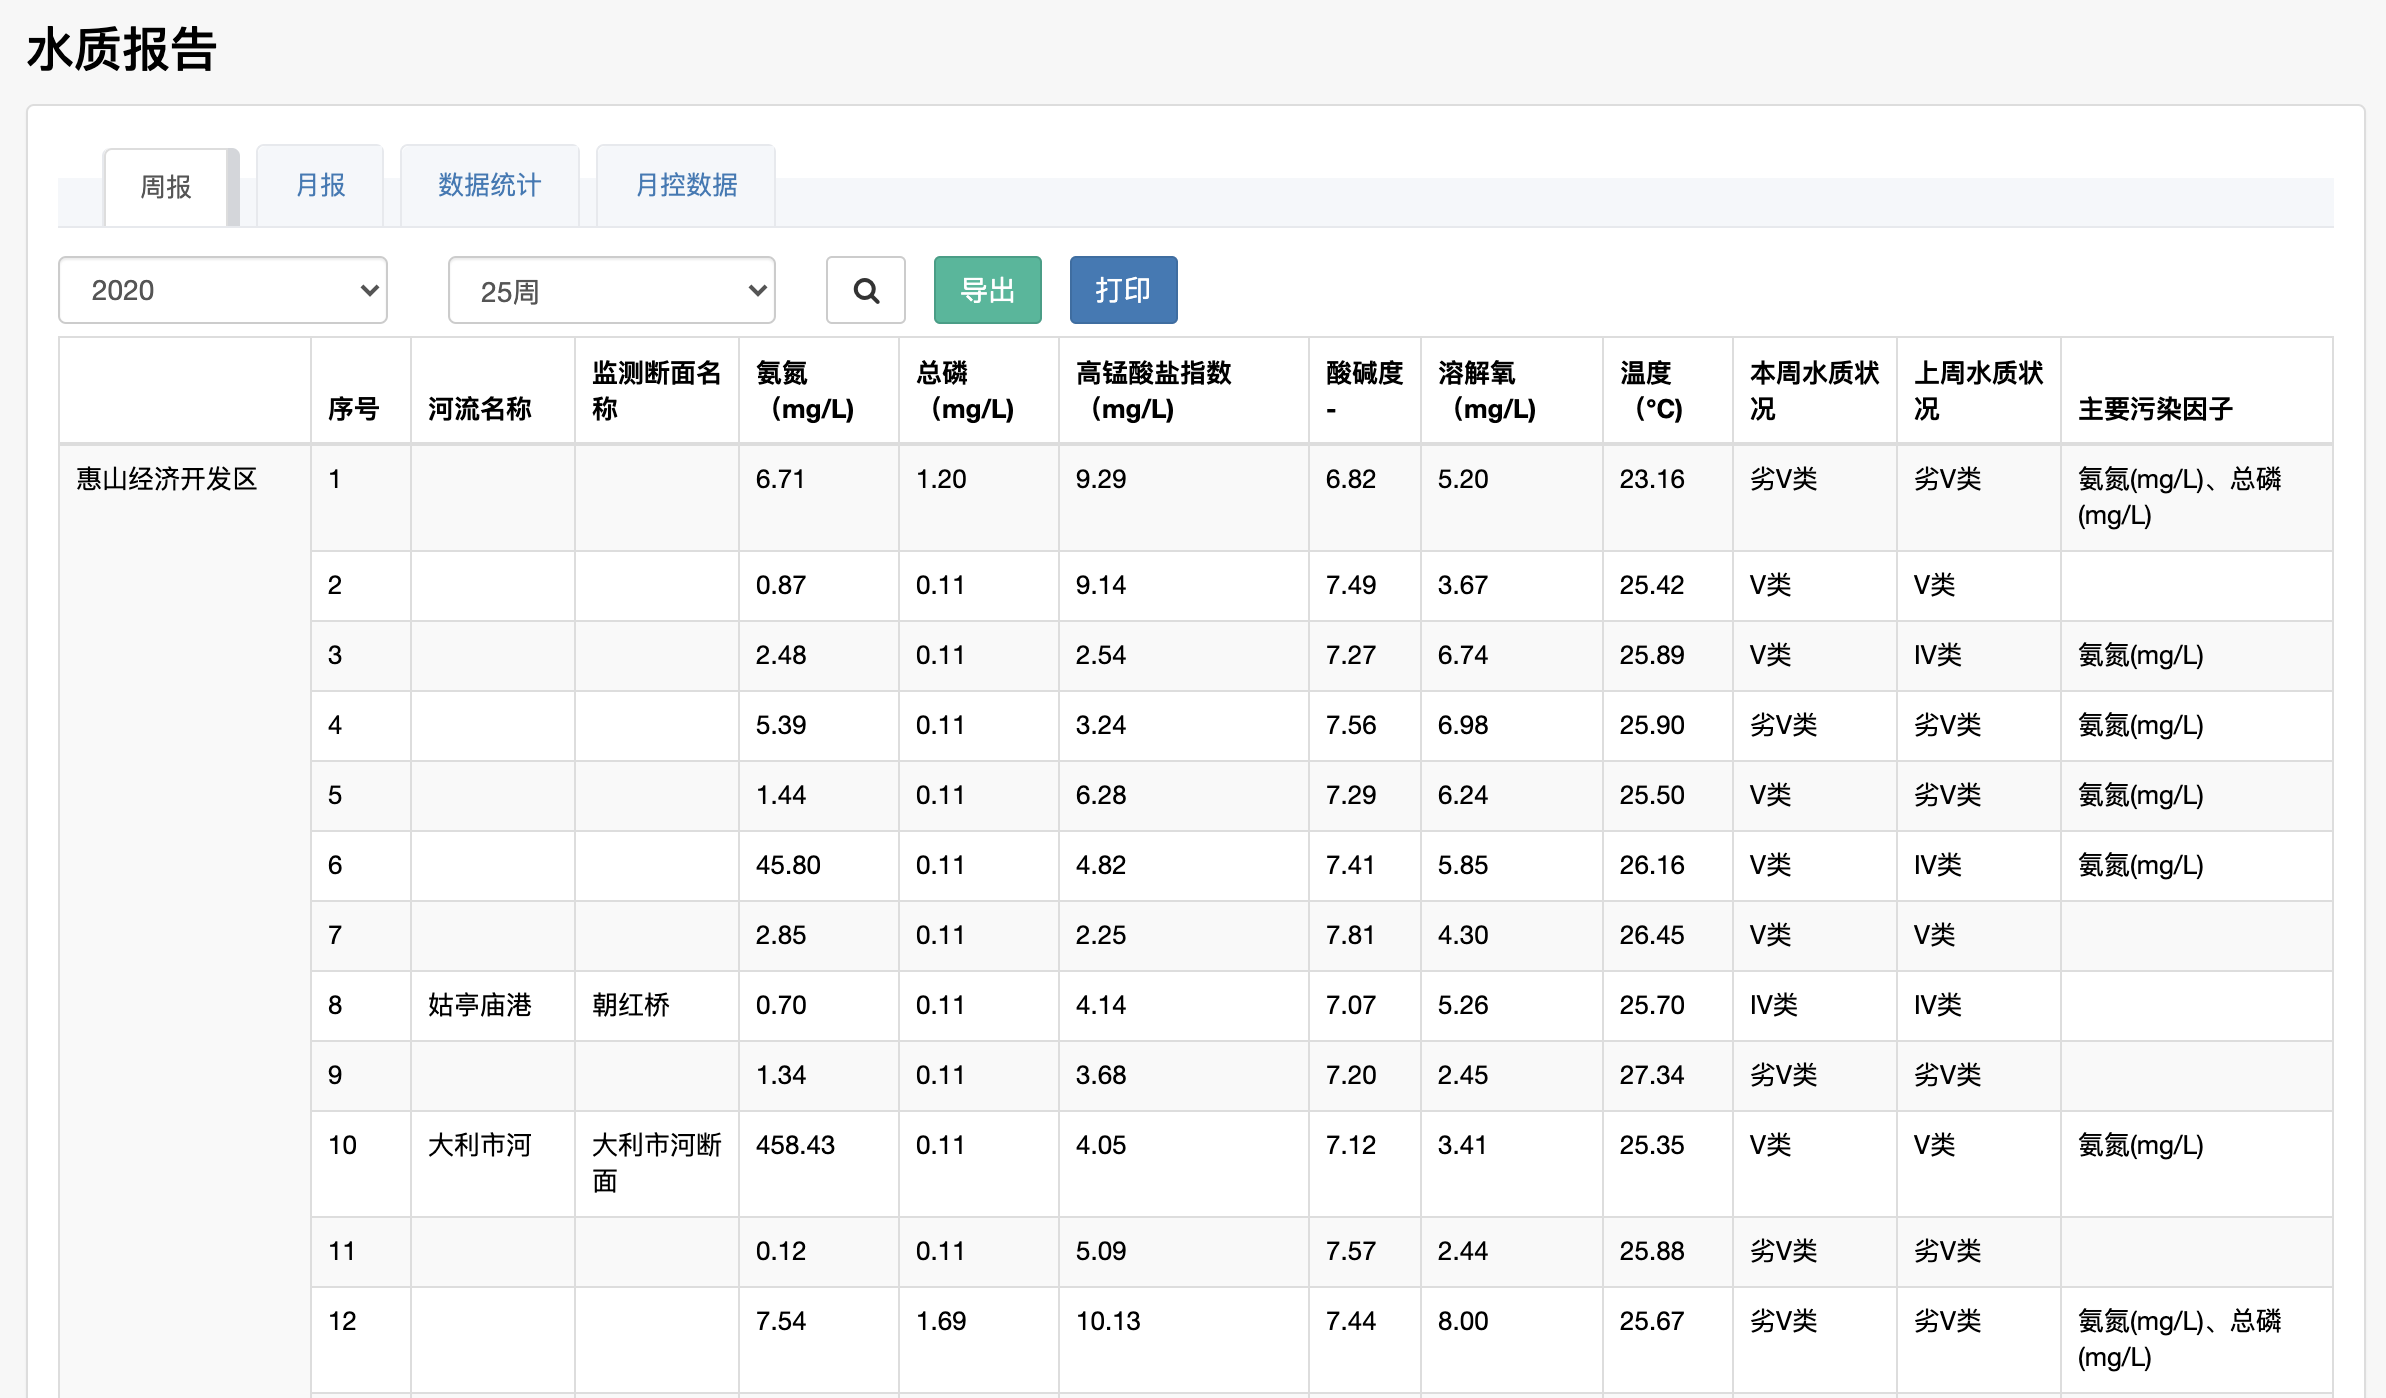 水质报告
周报 月报 数据统计 月控数据
2020 25周 导出 打印
序号 河流名称 监测断面名称 氨氮（mg/L） 总磷（mg/L） 高锰酸盐指数（mg/L） 酸碱度- 溶解氧（mg/L） 温度（°C） 本周水质状况 上周水质状况 主要污染因子
惠山经济开发区 1 6.71 1.20 9.29 6.82 5.20 23.16 劣V类 劣V类 氨氮(mg/L)、总磷(mg/L)
2 0.87 0.11 9.14 7.49 3.67 25.42 V类 V类
3 2.48 0.11 2.54 7.27 6.74 25.89 V类 IV类 氨氮(mg/L)
4 5.39 0.11 3.24 7.56 6.98 25.90 劣V类 劣V类 氨氮(mg/L)
5 1.44 0.11 6.28 7.29 6.24 25.50 V类 劣V类 氨氮(mg/L)
6 45.80 0.11 4.82 7.41 5.85 26.16 V类 IV类 氨氮(mg/L)
7 2.85 0.11 2.25 7.81 4.30 26.45 V类 V类
8 姑亭庙港 朝红桥 0.70 0.11 4.14 7.07 5.26 25.70 IV类 IV类
9 1.34 0.11 3.68 7.20 2.45 27.34 劣V类 劣V类
10 大利市河 大利市河断面 458.43 0.11 4.05 7.12 3.41 25.35 V类 V类 氨氮(mg/L)
11 0.12 0.11 5.09 7.57 2.44 25.88 劣V类 劣V类
12 7.54 1.69 10.13 7.44 8.00 25.67 劣V类 劣V类 氨氮(mg/L)、总磷(mg/L)